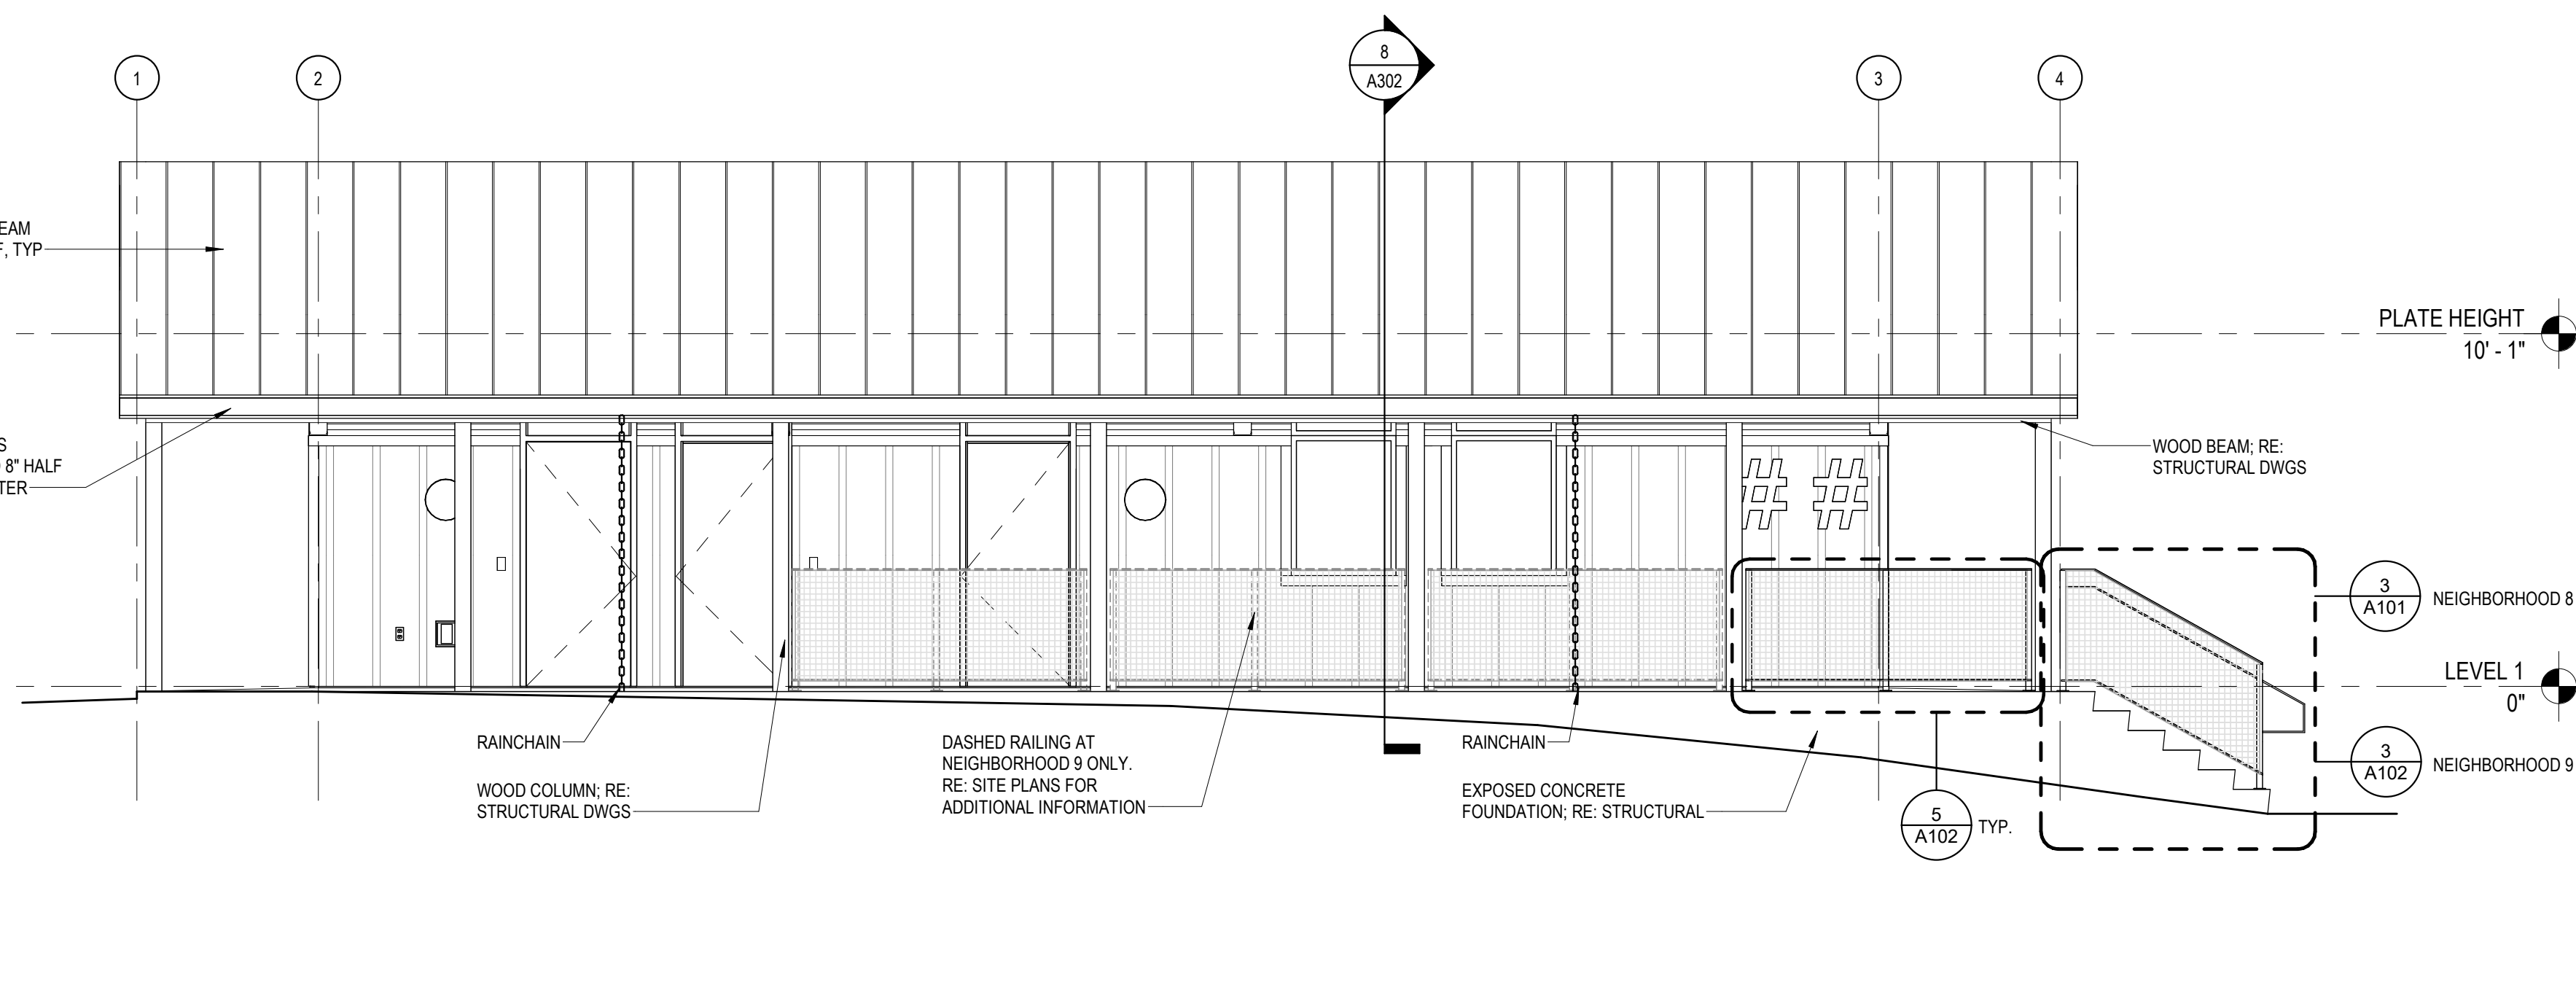 8
A302
1
2
3
4
EAM
F, TYP
PLATE HEIGHT
10' - 1"
S
8" HALF
TER
WOOD BEAM; RE:
STRUCTURAL DWGS
##
3
A101
NEIGHBORHOOD 8
LEVEL 1
0"
RAINCHAIN
WOOD COLUMN; RE:
STRUCTURAL DWGS
DASHED RAILING AT
NEIGHBORHOOD 9 ONLY.
RE: SITE PLANS FOR
ADDITIONAL INFORMATION
RAINCHAIN
EXPOSED CONCRETE
FOUNDATION; RE: STRUCTURAL
3
A102
NEIGHBORHOOD 9
5
A102
TYP.